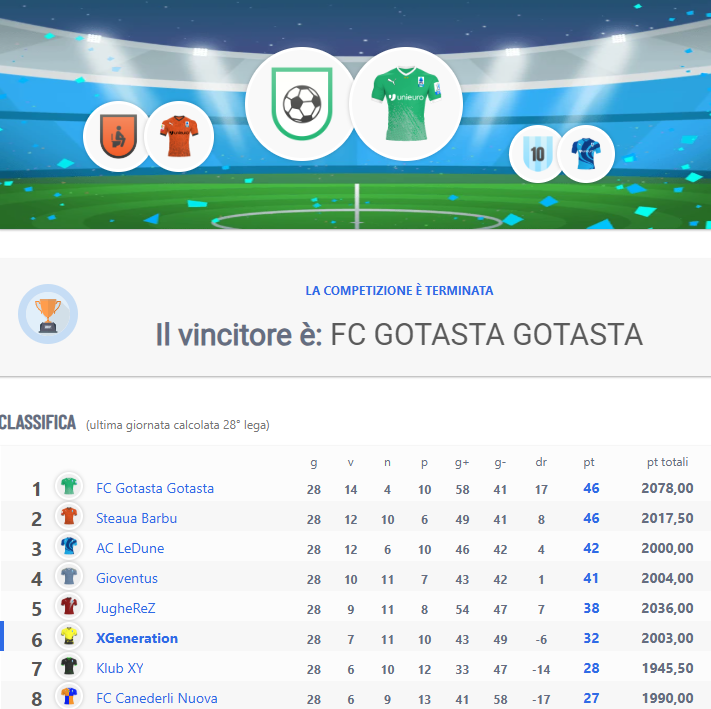 unieuro
10
LA COMPETIZIONE È TERMINATA
Il vincitore è: FC GOTASTA GOTASTA
CLASSIFICA (ultima giornata calcolata 28° lega)
g v n p g+ g- dr pt pt totali
1 FC Gotasta Gotasta 28 14 4 10 58 41 17 46 2078,00
2 Steaua Barbu 28 12 10 6 49 41 8 46 2017,50
3 AC LeDune 28 12 6 10 46 42 4 42 2000,00
4 Gioventus 28 10 11 7 43 42 1 41 2004,00
5 JugheReZ 28 9 11 8 54 47 7 38 2036,00
6 XGeneration 28 7 11 10 43 49 -6 32 2003,00
7 Klub XY 28 6 10 12 33 47 -14 28 1945,50
8 FC Canederli Nuova 28 6 9 13 41 58 -17 27 1990,00